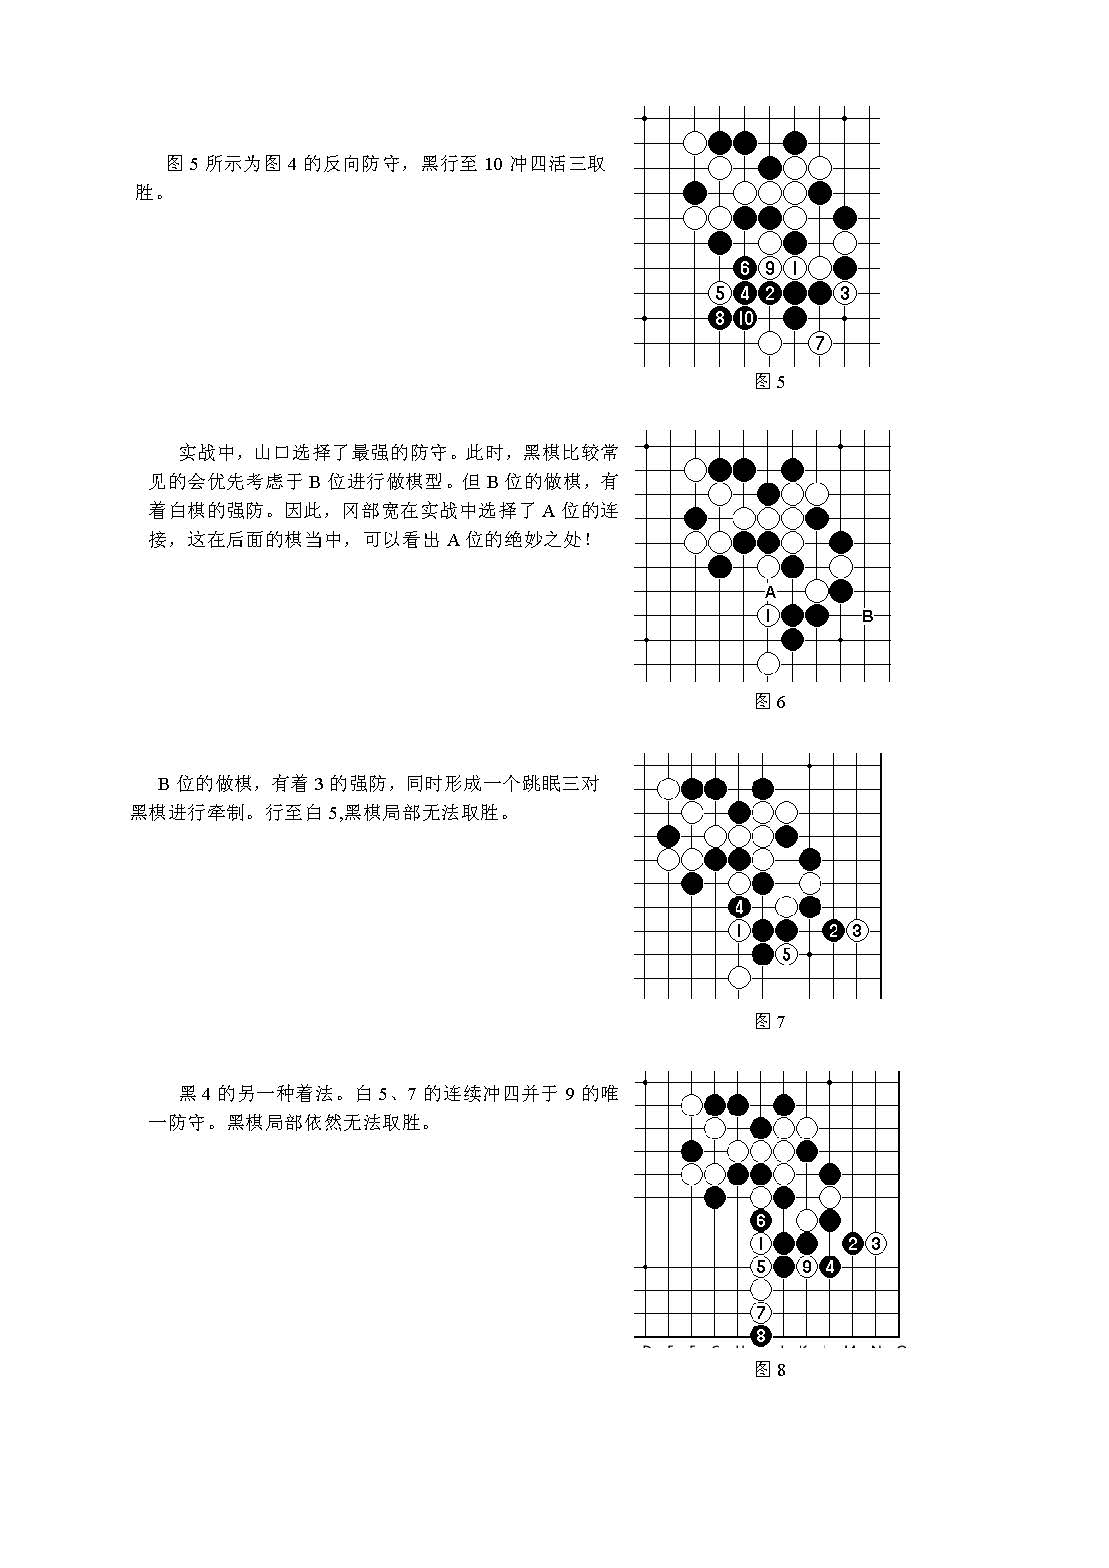 图 5 所示为图 4 的反向防守，黑行至 10 冲四活三取
胜。
6 9 1
5 4 2 3
8 10
7
图 5
实战中，山口选择了最强的防守。此时，黑棋比较常
见的会优先考虑于 B 位进行做棋型。但 B 位的做棋，有
着白棋的强防。因此，冈部宽在实战中选择了 A 位的连
接，这在后面的棋当中，可以看出 A 位的绝妙之处！
A
1 B
图 6
B 位的做棋，有着 3 的强防，同时形成一个跳眠三对
黑棋进行牵制。行至白 5,黑棋局部无法取胜。
4
1 2 3
5
图 7
黑 4 的另一种着法。白 5、7 的连续冲四并于 9 的唯
一防守。黑棋局部依然无法取胜。
6
1 2 3
5 9 4
7
8
图 8